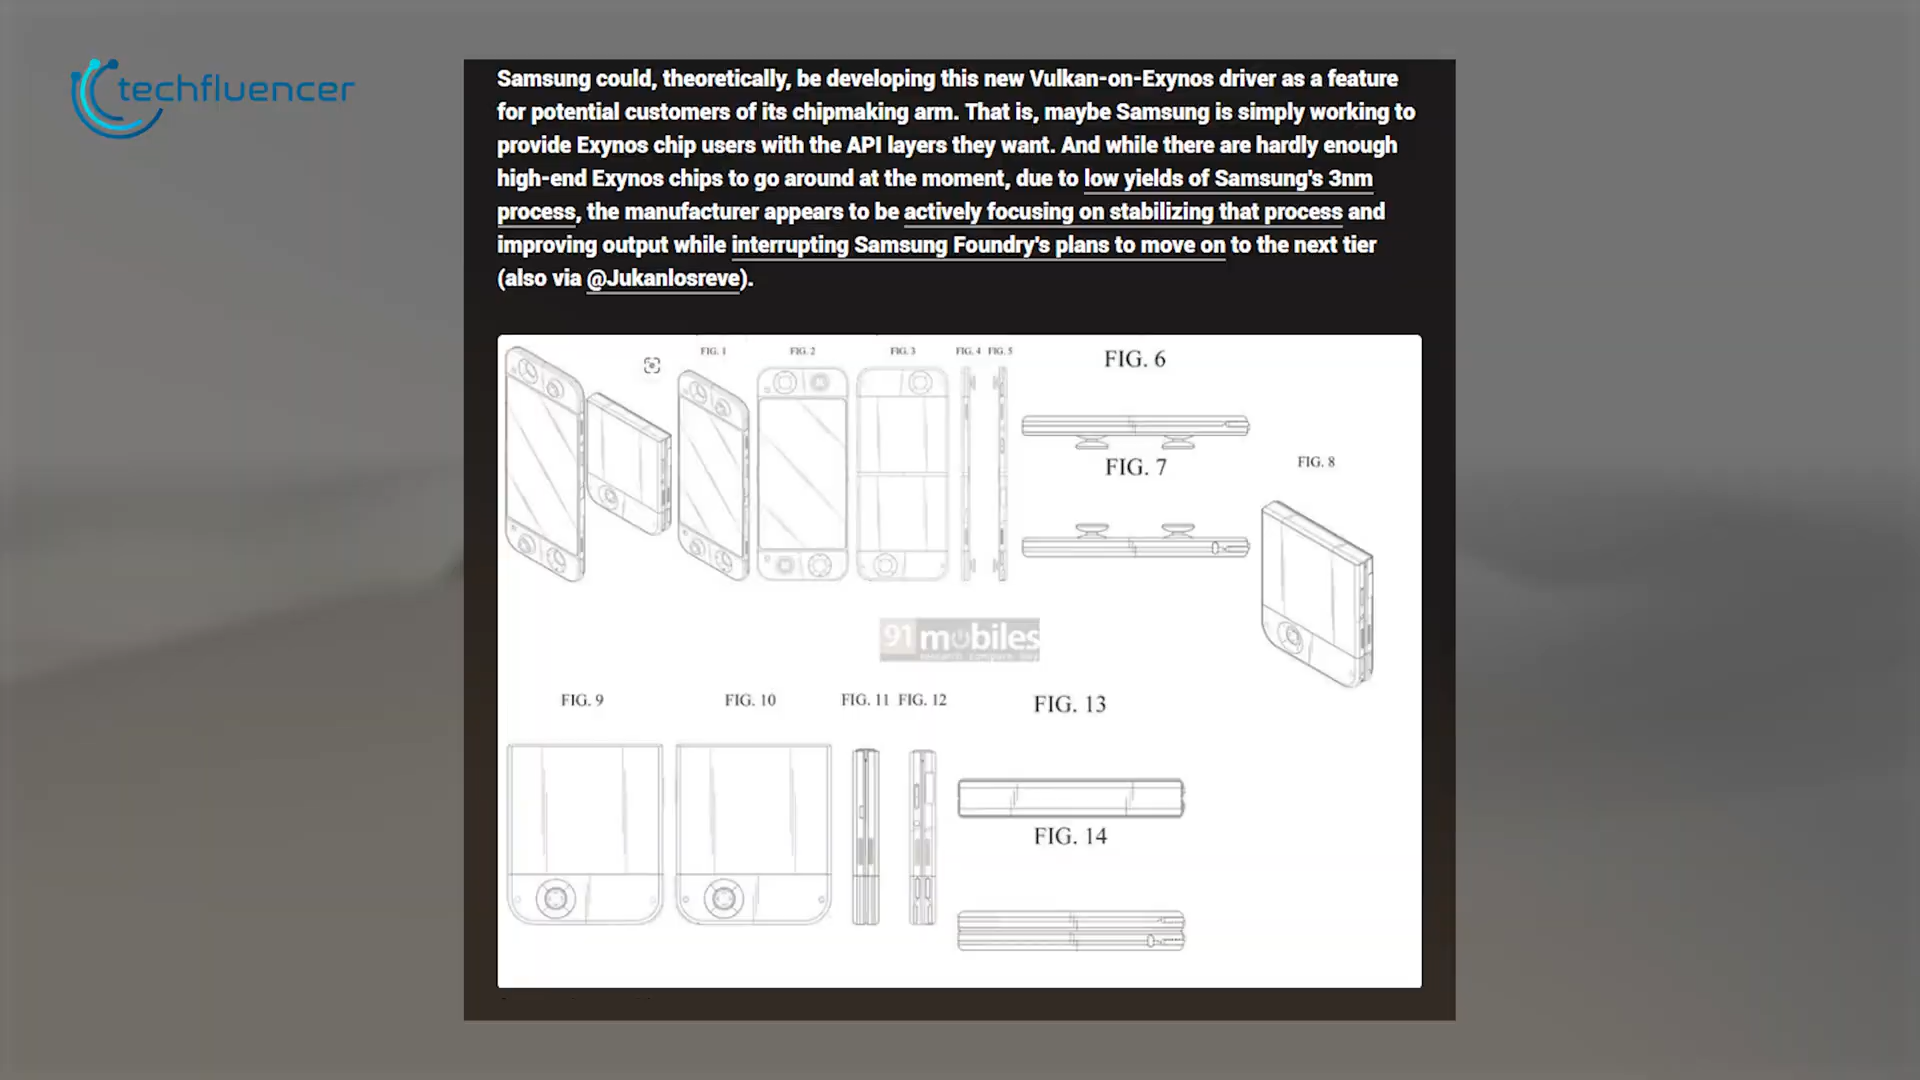 techfluencer
Samsung could, theoretically, be developing this new Vulkan-on-Exynos driver as a feature
for potential customers of its chipmaking arm. That is, maybe Samsung is simply working to
provide Exynos chip users with the API layers they want. And while there are hardly enough
high-end Exynos chips to go around at the moment, due to low yields of Samsung's 3nm
process, the manufacturer appears to be actively focusing on stabilizing that process and
improving output while interrupting Samsung Foundry's plans to move on to the next tier
(also via @Jukanlosreve).
FIG. 1 FIG. 2 FIG. 3 FIG. 4 FIG. 5 FIG. 6
FIG. 7
FIG. 8
91mobiles
FIG. 9 FIG. 10 FIG. 11 FIG. 12 FIG. 13
FIG. 14